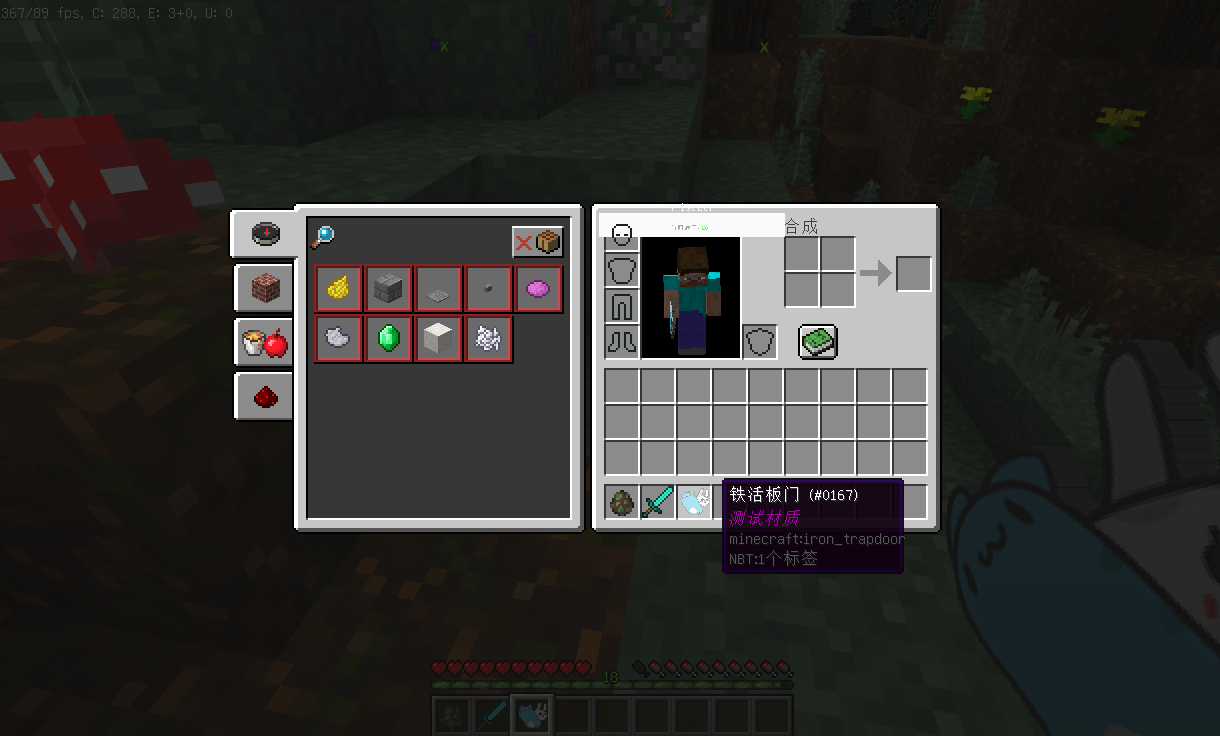 367/89 fps, C: 288, E: 3+0, U: 0
合成
铁活板门 (#0167)
测试材质
minecraft:iron_trapdoor
NBT:1个标签
18